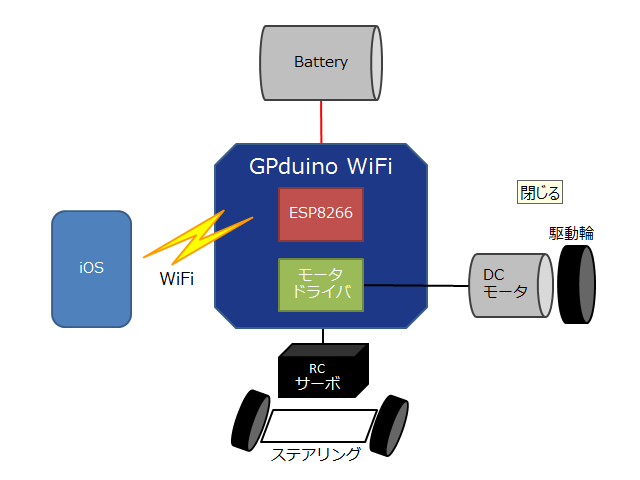 Battery
GPduino WiFi
ESP8266
閉じる
駆動輪
iOS
WiFi
モータ
ドライバ
DC
モータ
RC
サーボ
ステアリング